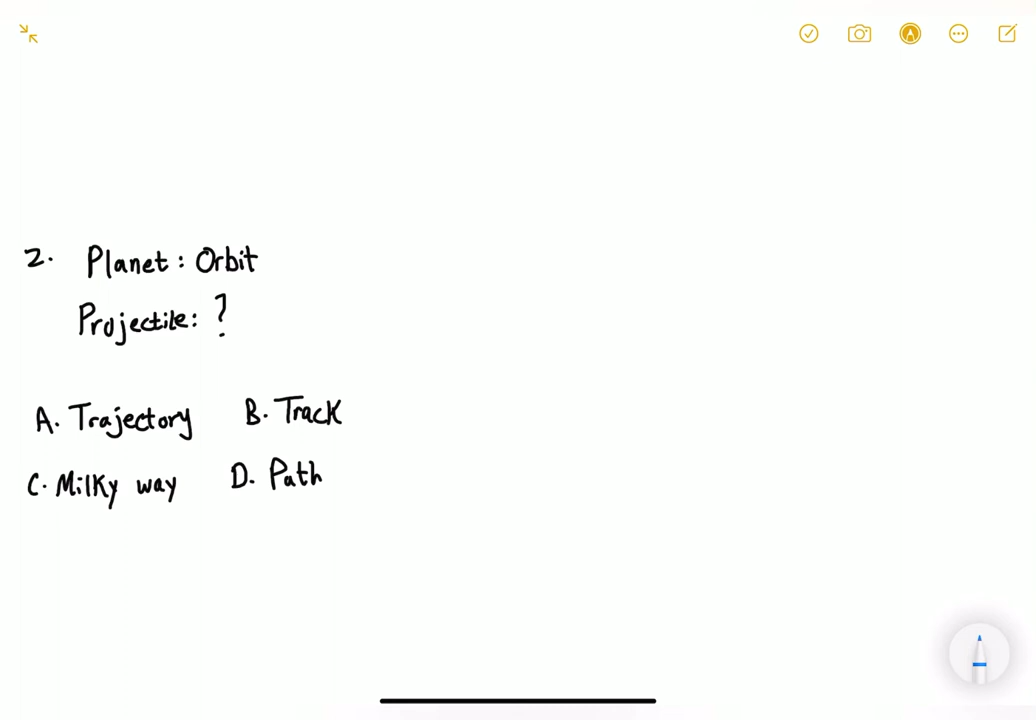 2. Planet: Orbit
Projectile: ?
A. Trajectory B. Track
C. Milky way D. Path